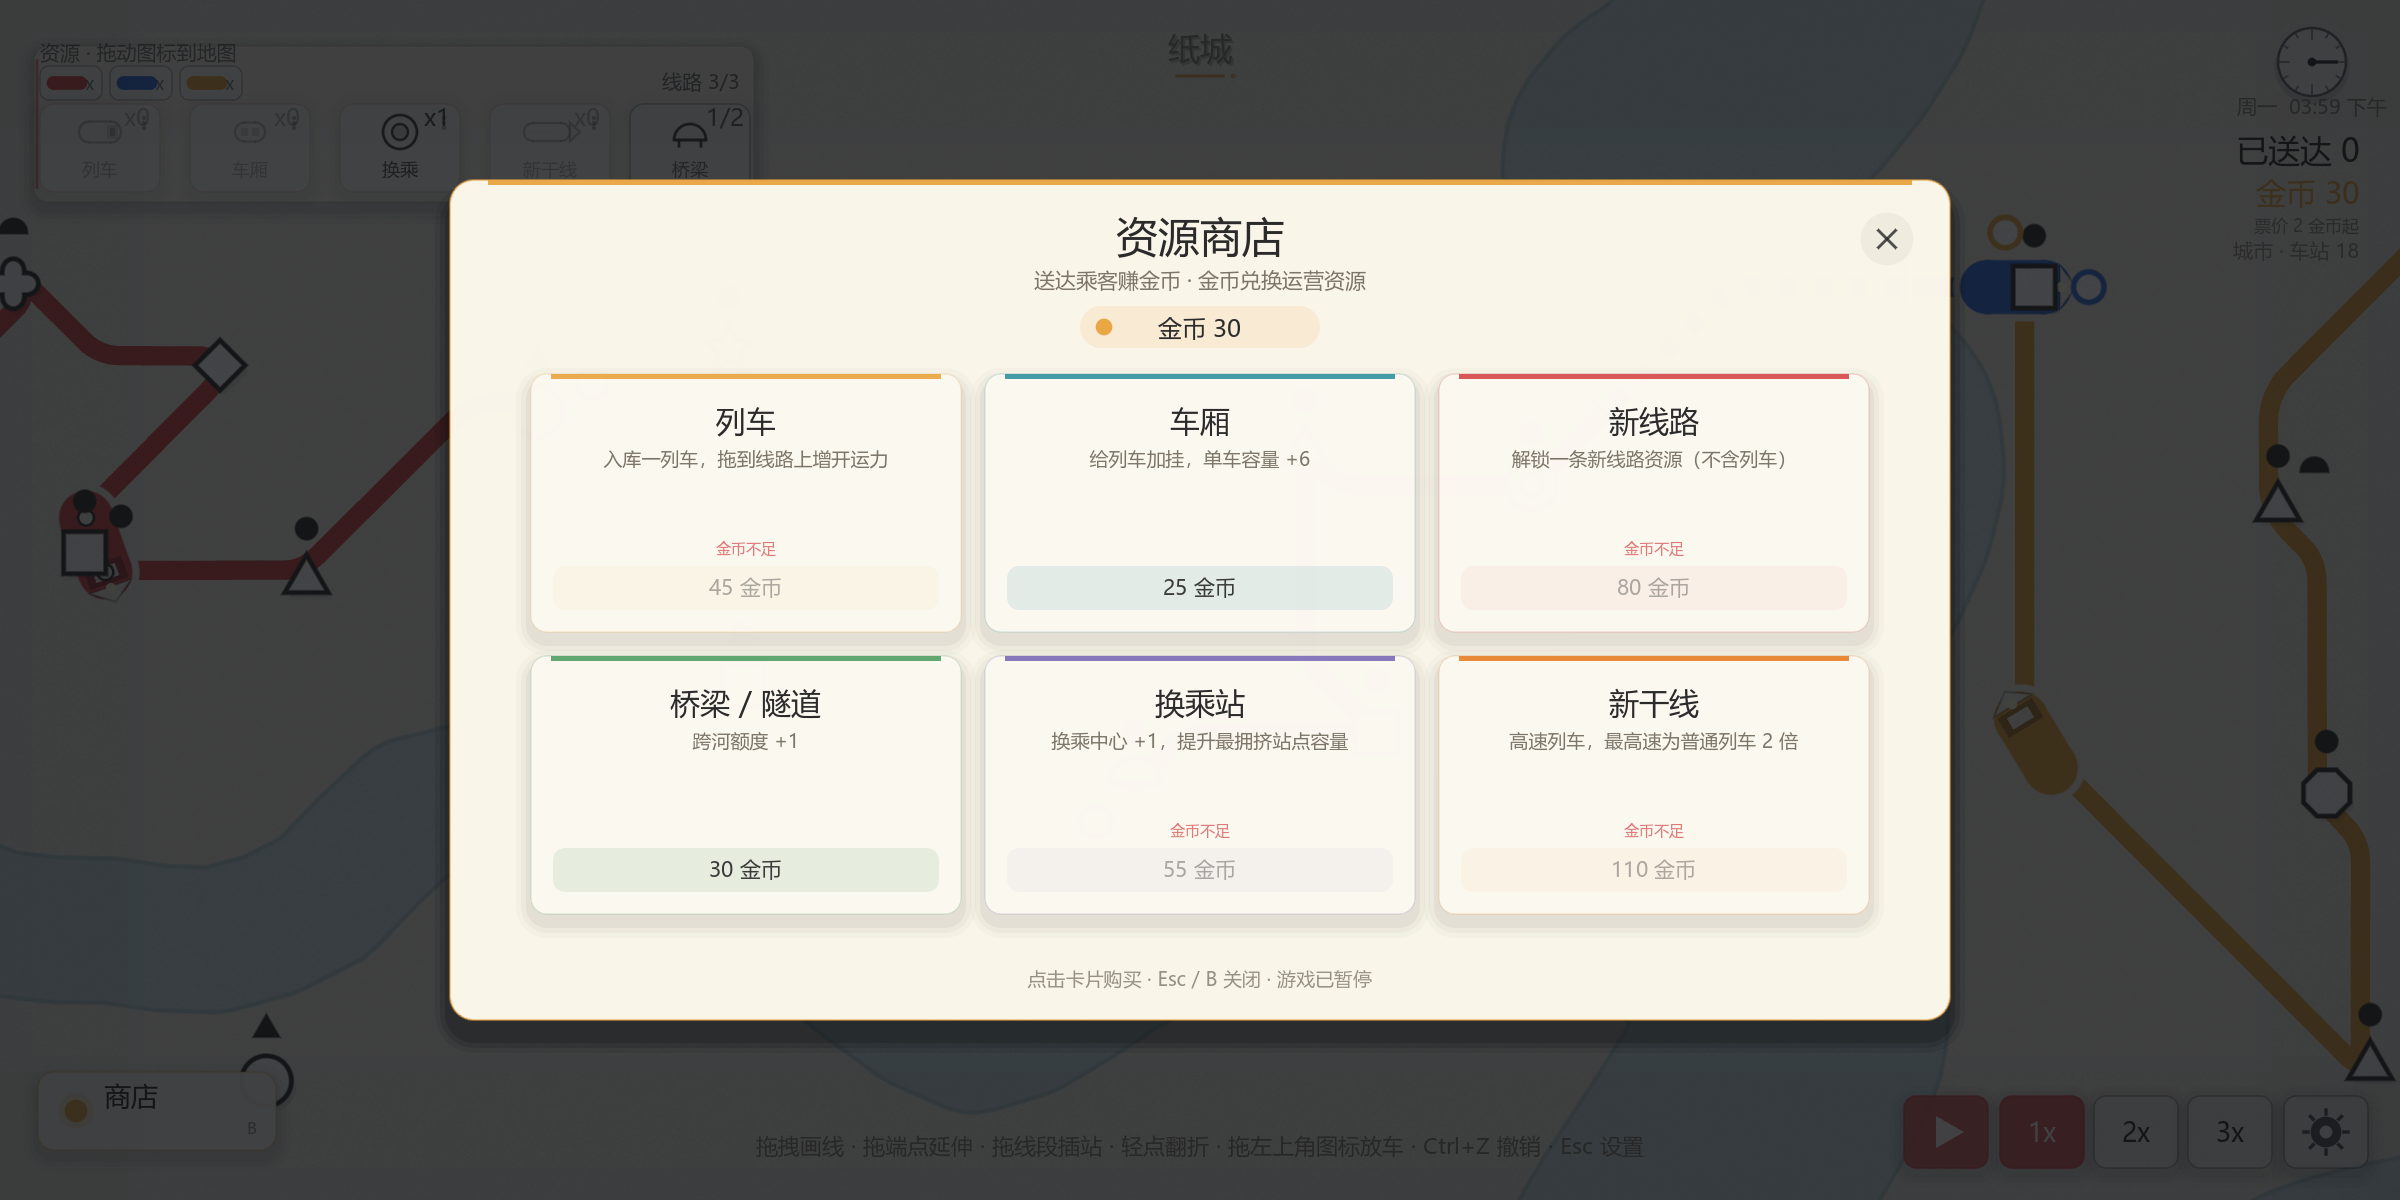 资源 · 拖动图标到地图
线路 3/3
x
x
x
x0
列车
x0
车厢
x1
换乘
x0
新干线
1/2
桥梁
纸城
周一 03:59 下午
已送达 0
金币 30
票价 2 金币起
城市 · 车站 18
资源商店
送达乘客赚金币 · 金币兑换运营资源
金币 30
列车
入库一列车，拖到线路上增开运力
金币不足
45 金币
车厢
给列车加挂，单车容量 +6
25 金币
新线路
解锁一条新线路资源（不含列车）
金币不足
80 金币
桥梁 / 隧道
跨河额度 +1
30 金币
换乘站
换乘中心 +1，提升最拥挤站点容量
金币不足
55 金币
新干线
高速列车，最高速为普通列车 2 倍
金币不足
110 金币
点击卡片购买 · Esc / B 关闭 · 游戏已暂停
商店
B
拖拽画线 · 拖端点延伸 · 拖线段插站 · 轻点翻折 · 拖左上角图标放车 · Ctrl+Z 撤销 · Esc 设置
1x
2x
3x